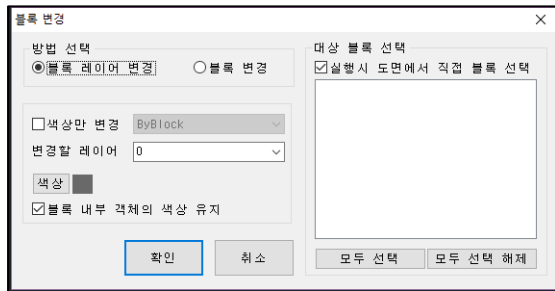 블록 변경
방법 선택
블록 레이어 변경
블록 변경
색상만 변경
ByBlock
변경할 레이어
0
색상
블록 내부 객체의 색상 유지
확인
취소
대상 블록 선택
실행시 도면에서 직접 블록 선택
모두 선택
모두 선택 해제